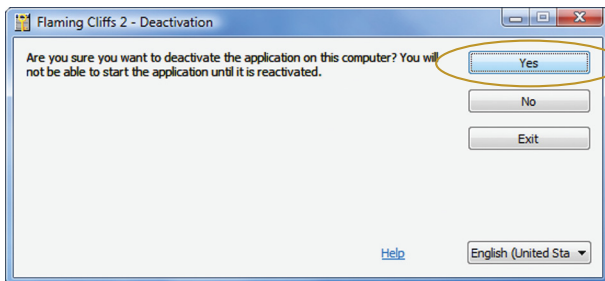 Flaming Cliffs 2 - Deactivation
Are you sure you want to deactivate the application on this computer? You will
not be able to start the application until it is reactivated.
Yes
No
Exit
Help
English (United Sta